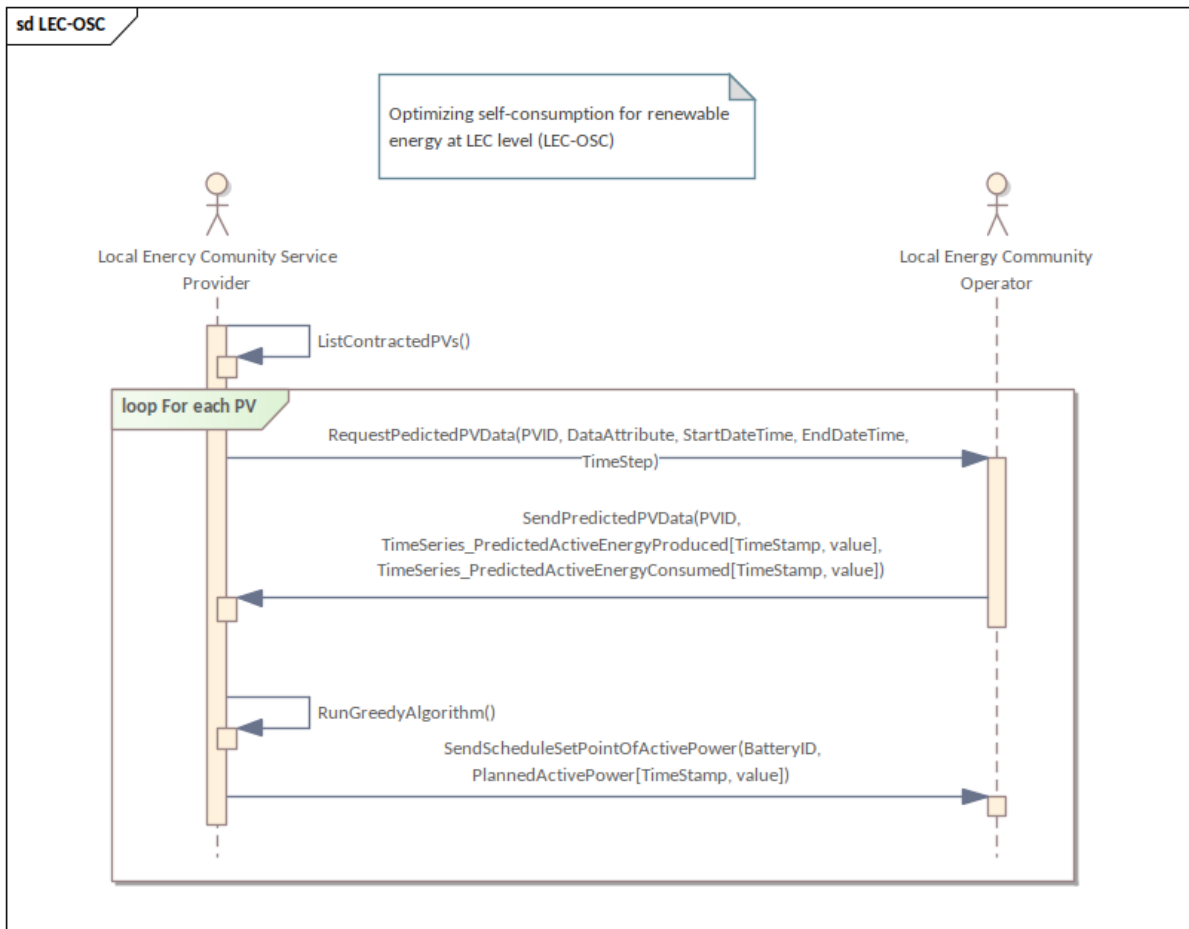 sd LEC-OSC
Optimizing self-consumption for renewable
energy at LEC level (LEC-OSC)
Local Enercy Comunity Service
Provider
Local Energy Community
Operator
ListContractedPVs()
loop For each PV
RequestPedictedPVData(PVID, DataAttribute, StartDateTime, EndDateTime,
TimeStep)
SendPredictedPVData(PVID,
TimeSeries_PredictedActiveEnergyProduced[TimeStamp, value],
TimeSeries_PredictedActiveEnergyConsumed[TimeStamp, value])
RunGreedyAlgorithm()
SendScheduleSetPointOfActivePower(BatteryID,
PlannedActivePower[TimeStamp, value])